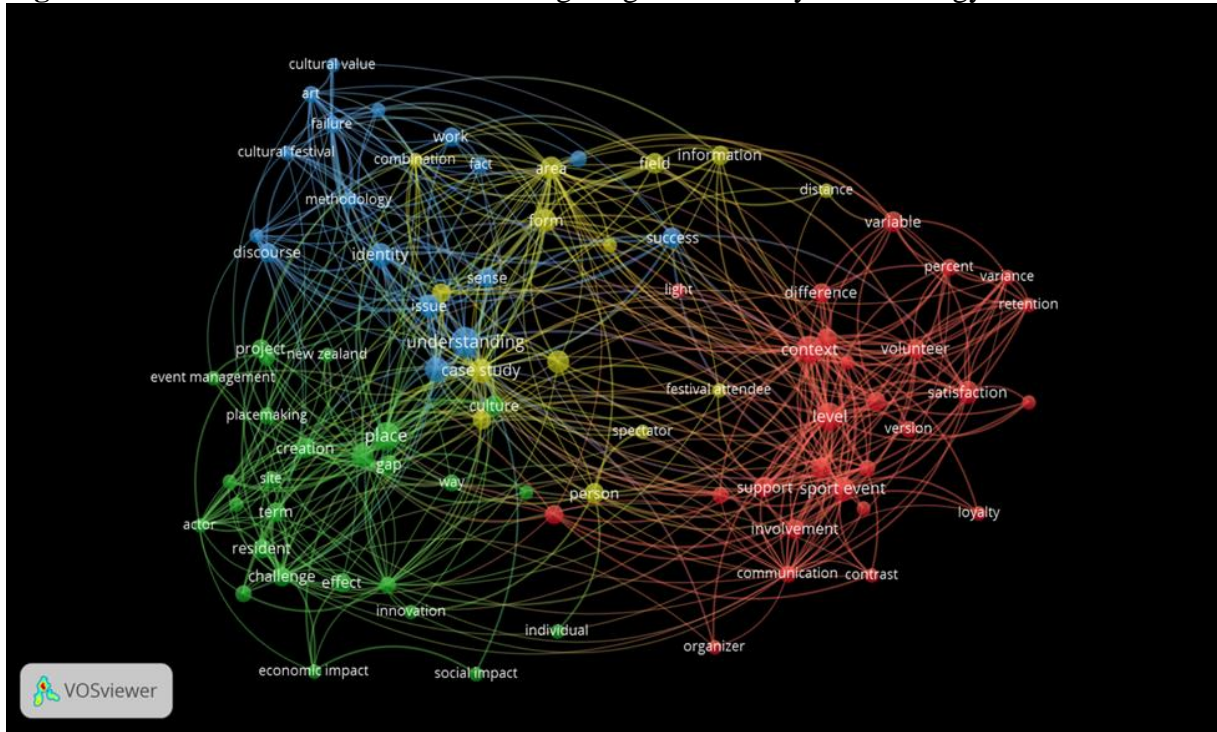 cultural value
art
failure
cultural festival
work
combination
fact
area
field
information
methodology
distance
form
variable
discourse
identity
success
sense
percent
variance
light
difference
retention
issue
understanding
context
volunteer
project
new zealand
case study
event management
festival attendee
satisfaction
culture
placemaking
level
version
spectator
place
creation
gap
site
way
support
sport event
person
term
actor
loyalty
involvement
resident
challenge
effect
communication
contrast
innovation
individual
organizer
economic impact
social impact
VOSviewer